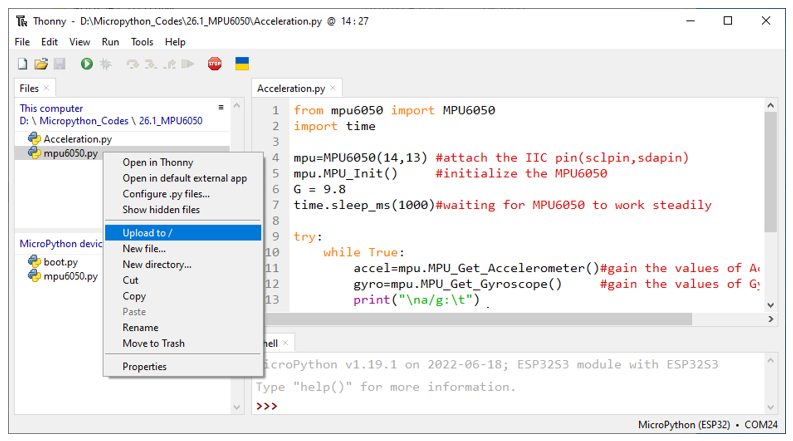 Thonny - D:\Micropython_Codes\26.1_MPU6050\Acceleration.py @ 14 : 27
File Edit View Run Tools Help
Files ×
This computer
D: \ Micropython_Codes \ 26.1_MPU6050
Acceleration.py
mpu6050.py
Open in Thonny
Open in default external app
Configure .py files...
Show hidden files
Upload to /
New file...
New directory...
Cut
Copy
Paste
Rename
Move to Trash
Properties
MicroPython devic
boot.py
mpu6050.py
Acceleration.py ×
1 from mpu6050 import MPU6050
2 import time
3
4 mpu=MPU6050(14,13) #attach the IIC pin(sclpin,sdapin)
5 mpu.MPU_Init() #initialize the MPU6050
6 G = 9.8
7 time.sleep_ms(1000)#waiting for MPU6050 to work steadily
8
9 try:
10 while True:
11 accel=mpu.MPU_Get_Accelerometer()#gain the values of Ac
12 gyro=mpu.MPU_Get_Gyroscope() #gain the values of Gy
13 print("\na/g:\t")
hell ×
icroPython v1.19.1 on 2022-06-18; ESP32S3 module with ESP32S3
Type "help()" for more information.
>>>
MicroPython (ESP32) • COM24